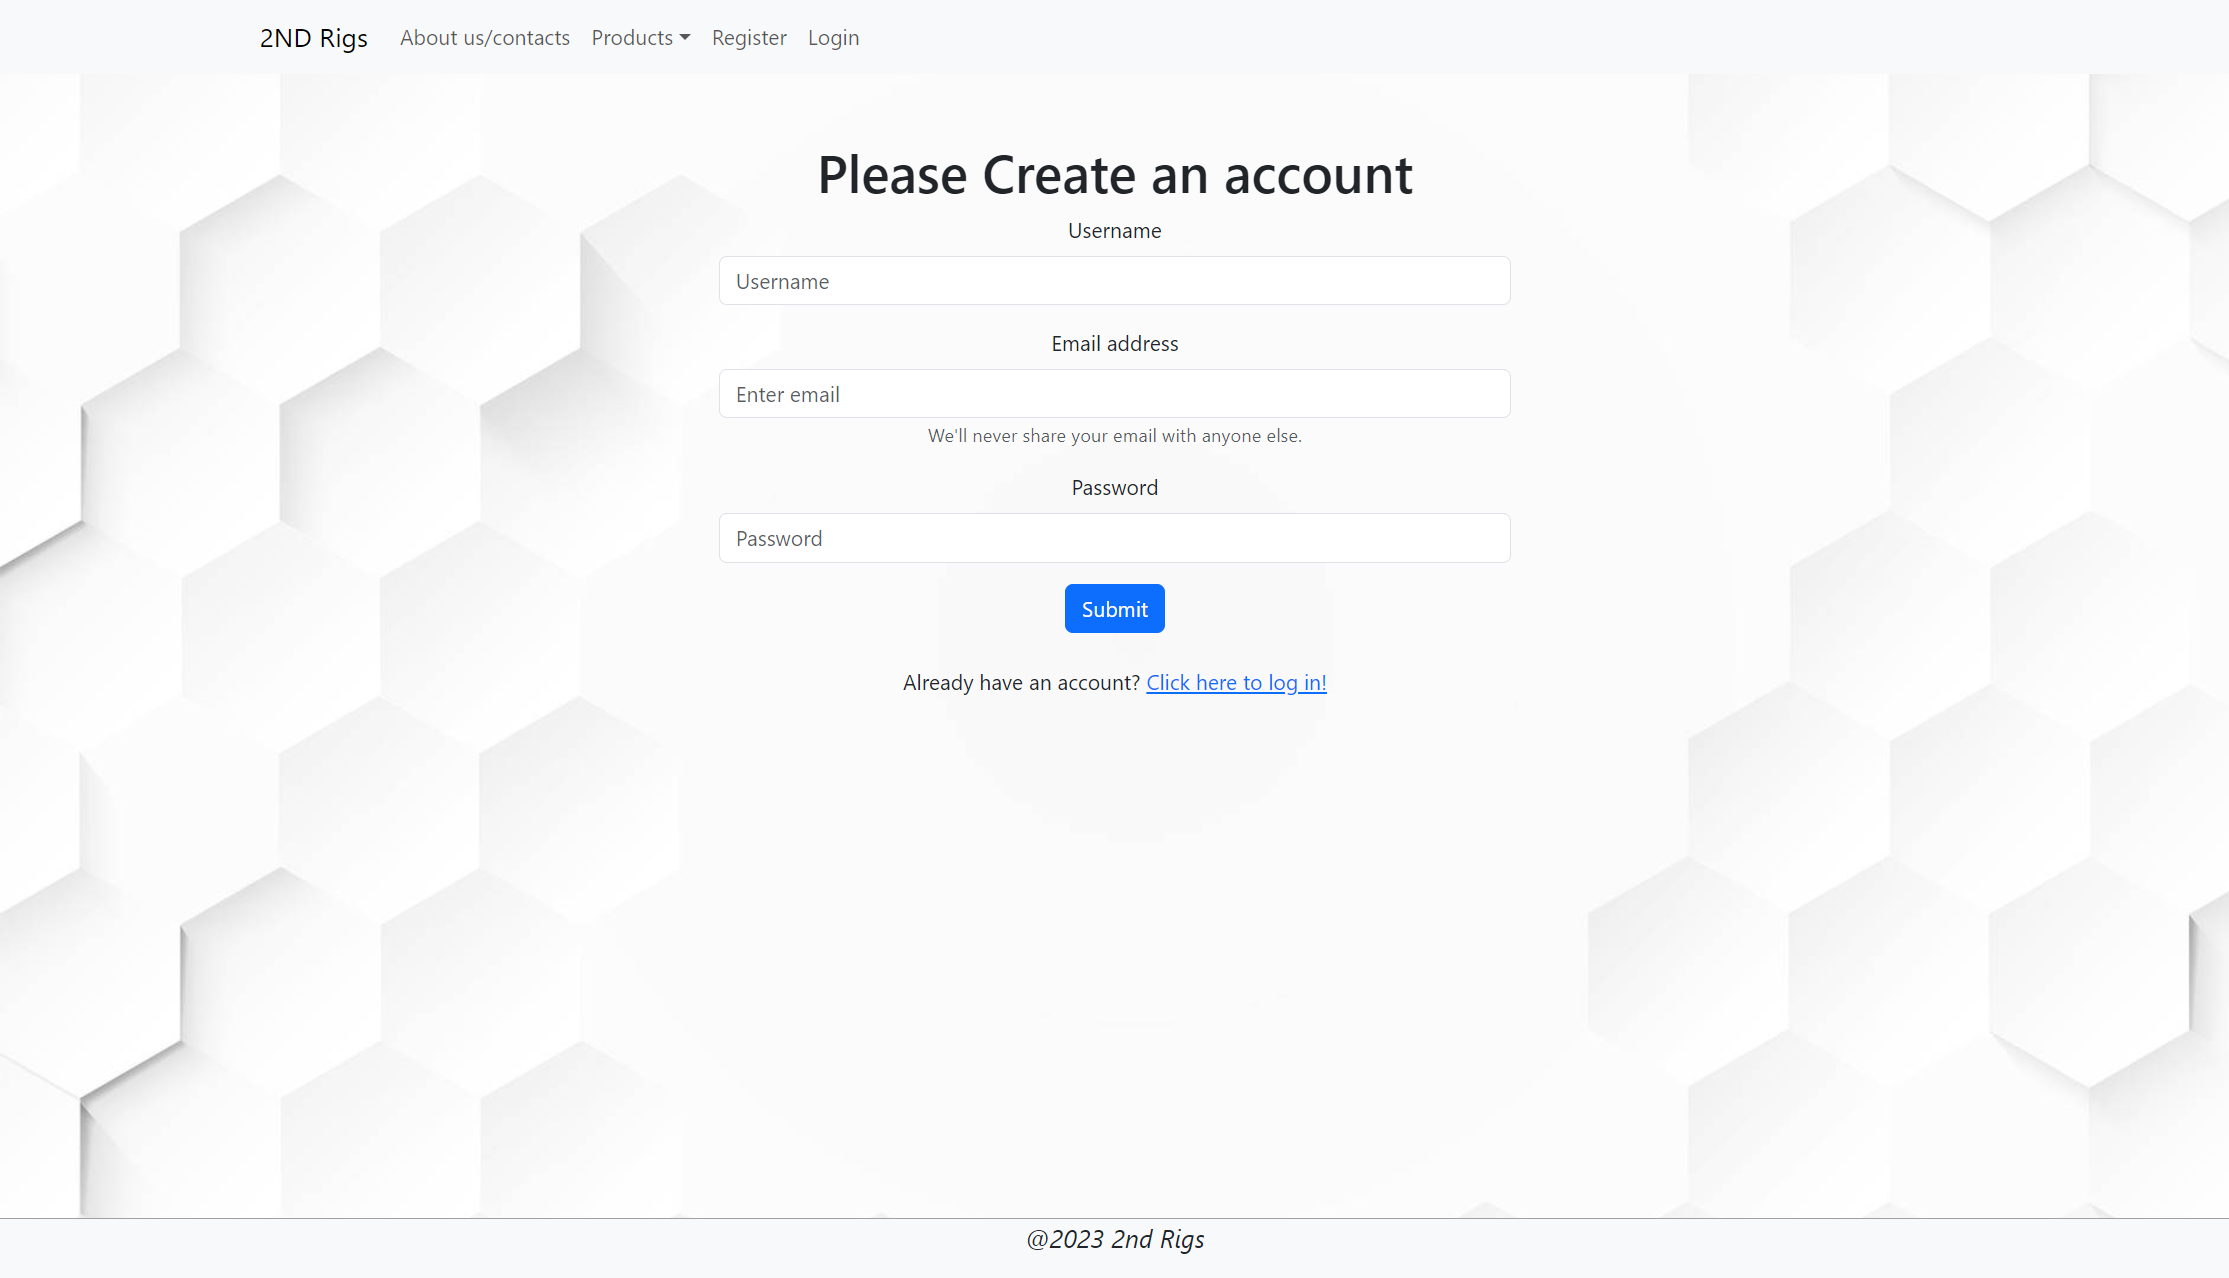 2ND Rigs About us/contacts Products Register Login
Please Create an account
Username
Username
Email address
Enter email
We'll never share your email with anyone else.
Password
Password
Submit
Already have an account? Click here to log in!
@2023 2nd Rigs